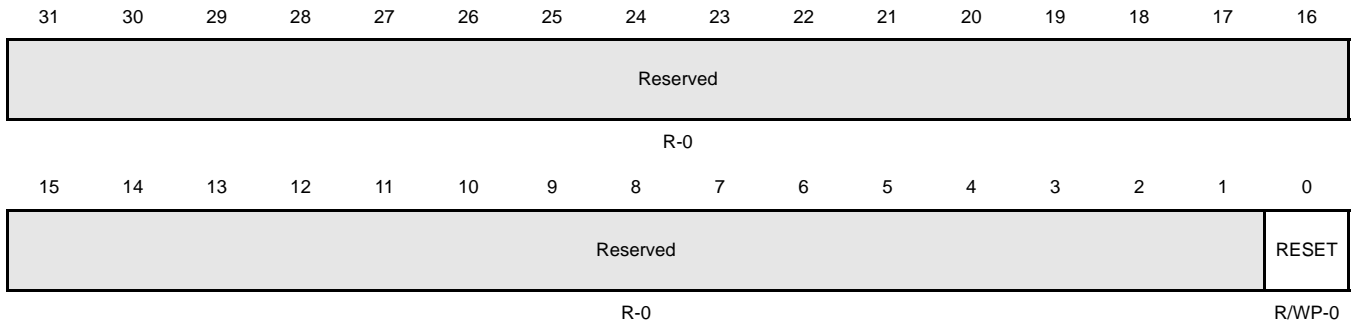 31 30 29 28 27 26 25 24 23 22 21 20 19 18 17 16
Reserved
R-0
15 14 13 12 11 10 9 8 7 6 5 4 3 2 1 0
Reserved RESET
R-0 R/WP-0